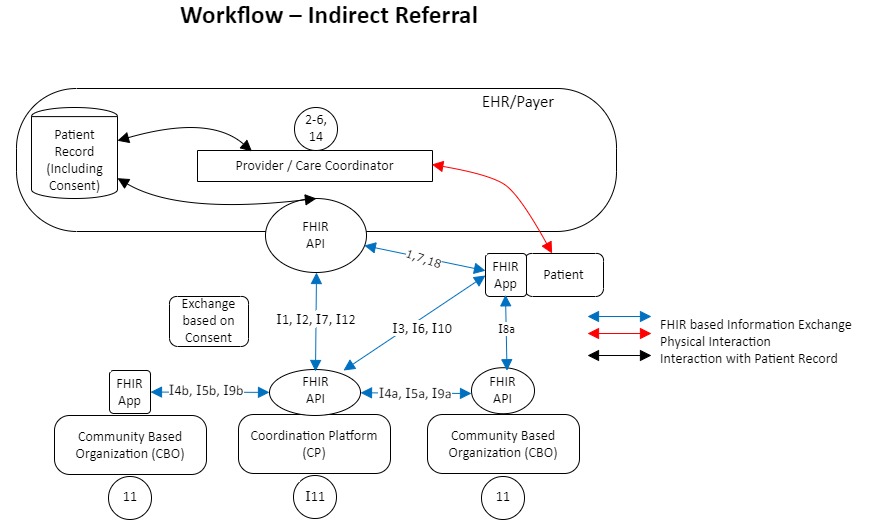 Workflow – Indirect Referral
EHR/Payer
2-6,
14
Patient
Record
(Including
Consent)
Provider / Care Coordinator
FHIR
API
1,7,18
FHIR
App
Patient
Exchange
based on
Consent
I1, I2, I7, I12
I3, I6, I10
I8a
FHIR based Information Exchange
Physical Interaction
Interaction with Patient Record
FHIR
App
I4b, I5b, I9b
FHIR
API
I4a, I5a, I9a
FHIR
API
Community Based
Organization (CBO)
Coordination Platform
(CP)
Community Based
Organization (CBO)
11
I11
11